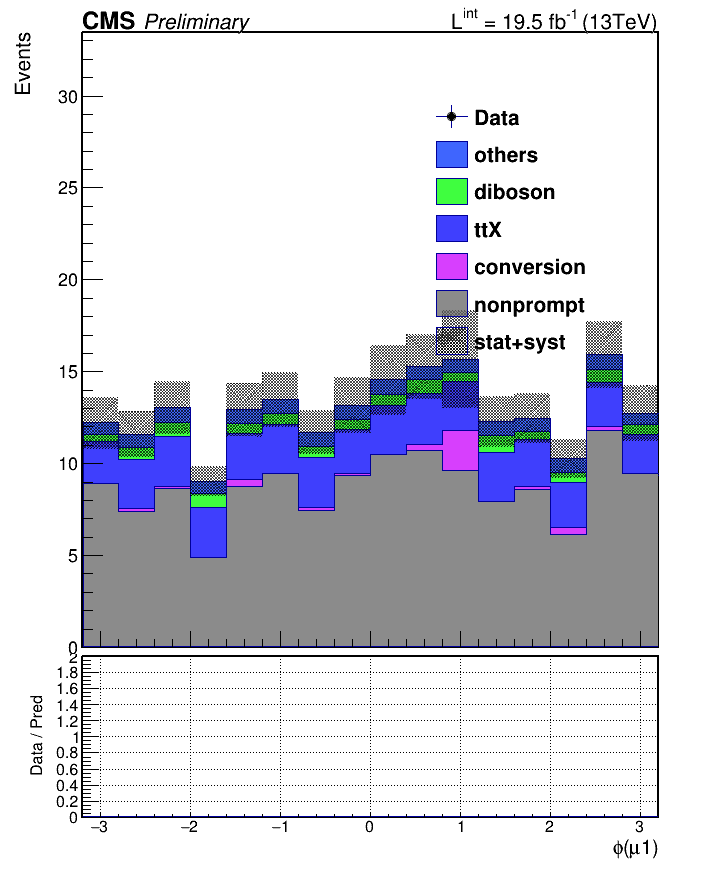 CMS Preliminary
L^int = 19.5 fb^-1 (13TeV)
Events
30
25
20
15
10
5
0
Data
others
diboson
ttX
conversion
nonprompt
stat+syst
Data / Pred
2
1.8
1.6
1.4
1.2
1
0.8
0.6
0.4
0.2
0
−3 −2 −1 0 1 2 3
ϕ(μ1)